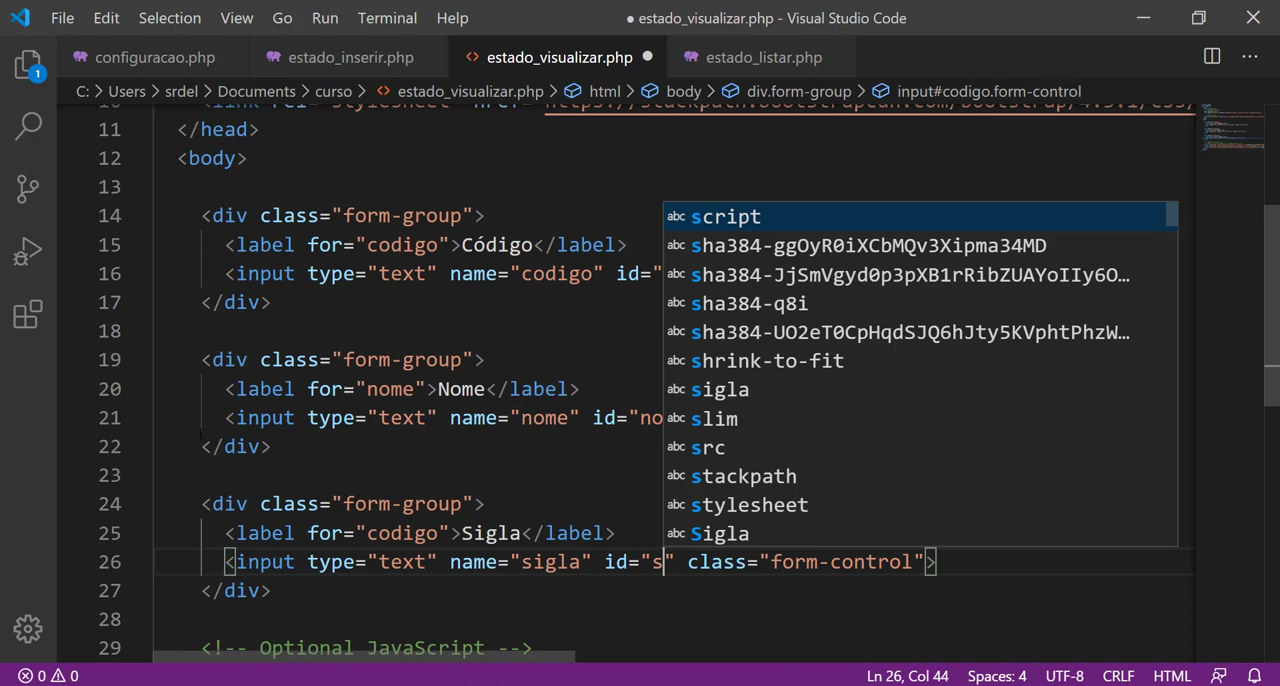 File Edit Selection View Go Run Terminal Help ● estado_visualizar.php - Visual Studio Code
configuracao.php estado_inserir.php <> estado_visualizar.php ● estado_listar.php
1
C: > Users > srdel > Documents > curso > <> estado_visualizar.php > html > body > div.form-group > input#codigo.form-control
11 </head>
12 <body>
13
14 <div class="form-group">
15 <label for="codigo">Código</label>
16 <input type="text" name="codigo" id="
17 </div>
18
19 <div class="form-group">
20 <label for="nome">Nome</label>
21 <input type="text" name="nome" id="no
22 </div>
23
24 <div class="form-group">
25 <label for="codigo">Sigla</label>
26 <input type="text" name="sigla" id="s" class="form-control">
27 </div>
28
29 <!-- Optional JavaScript -->
abc script
abc sha384-ggOyR0iXCbMQv3Xipma34MD
abc sha384-JjSmVgyd0p3pXB1rRibZUAYoIIy6O…
abc sha384-q8i
abc sha384-UO2eT0CpHqdSJQ6hJty5KVphtPhzW…
abc shrink-to-fit
abc sigla
abc slim
abc src
abc stackpath
abc stylesheet
abc Sigla
0 0 Ln 26, Col 44 Spaces: 4 UTF-8 CRLF HTML